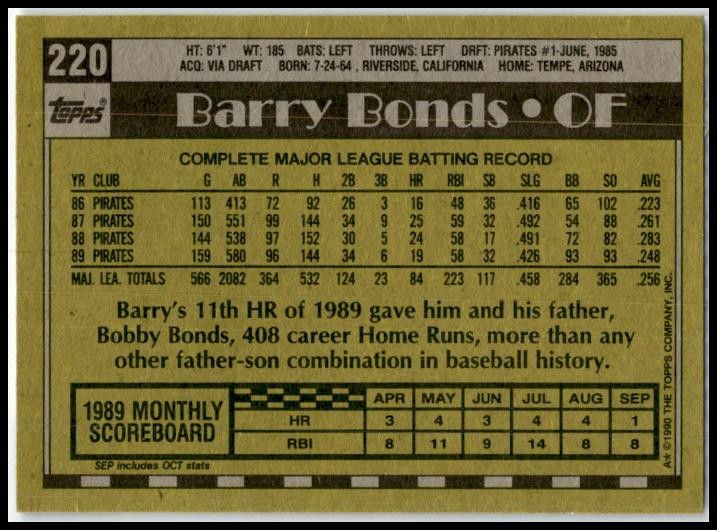 220
HT: 6'1" WT: 185 BATS: LEFT THROWS: LEFT DRFT: PIRATES #1-JUNE, 1985
ACQ: VIA DRAFT BORN: 7-24-64 , RIVERSIDE, CALIFORNIA HOME: TEMPE, ARIZONA
Topps®
Barry Bonds • OF
COMPLETE MAJOR LEAGUE BATTING RECORD
YR CLUB G AB R H 2B 3B HR RBI SB SLG BB SO AVG
86 PIRATES 113 413 72 92 26 3 16 48 36 .416 65 102 .223
87 PIRATES 150 551 99 144 34 9 25 59 32 .492 54 88 .261
88 PIRATES 144 538 97 152 30 5 24 58 17 .491 72 82 .283
89 PIRATES 159 580 96 144 34 6 19 58 32 .426 93 93 .248
MAJ. LEA. TOTALS 566 2082 364 532 124 23 84 223 117 .458 284 365 .256
Barry's 11th HR of 1989 gave him and his father,
Bobby Bonds, 408 career Home Runs, more than any
other father-son combination in baseball history.
1989 MONTHLY
SCOREBOARD
APR MAY JUN JUL AUG SEP
HR 3 4 3 4 4 1
RBI 8 11 9 14 8 8
SEP includes OCT stats
A★ ©1990 THE TOPPS COMPANY, INC.